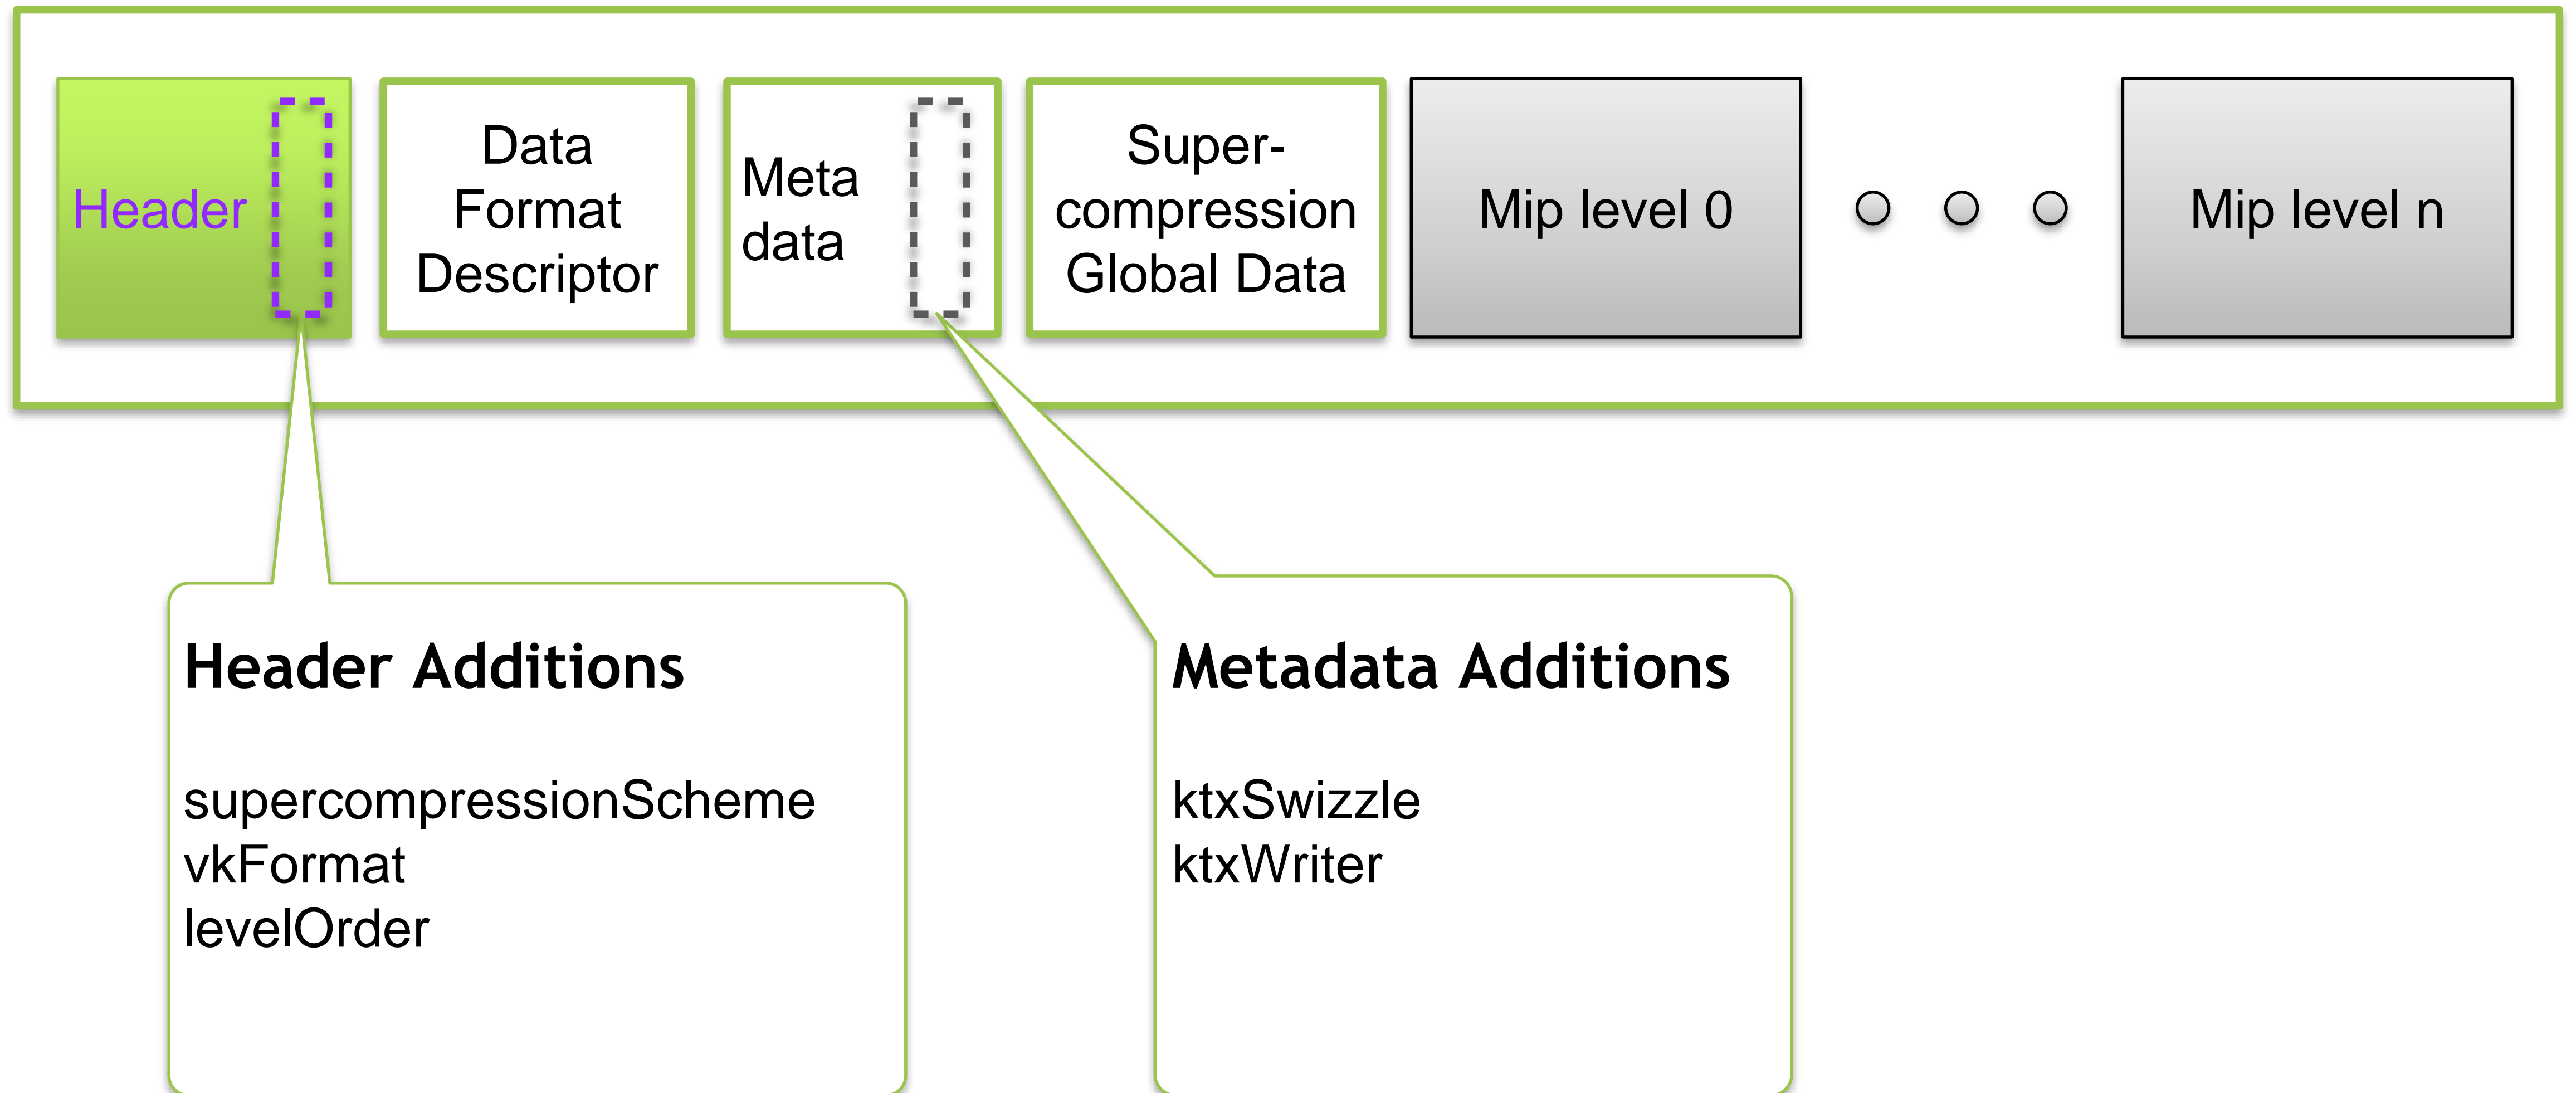 Header
Data
Format
Descriptor
Meta
data
Super-
compression
Global Data
Mip level 0
Mip level n
Header Additions
supercompressionScheme
vkFormat
levelOrder
Metadata Additions
ktxSwizzle
ktxWriter